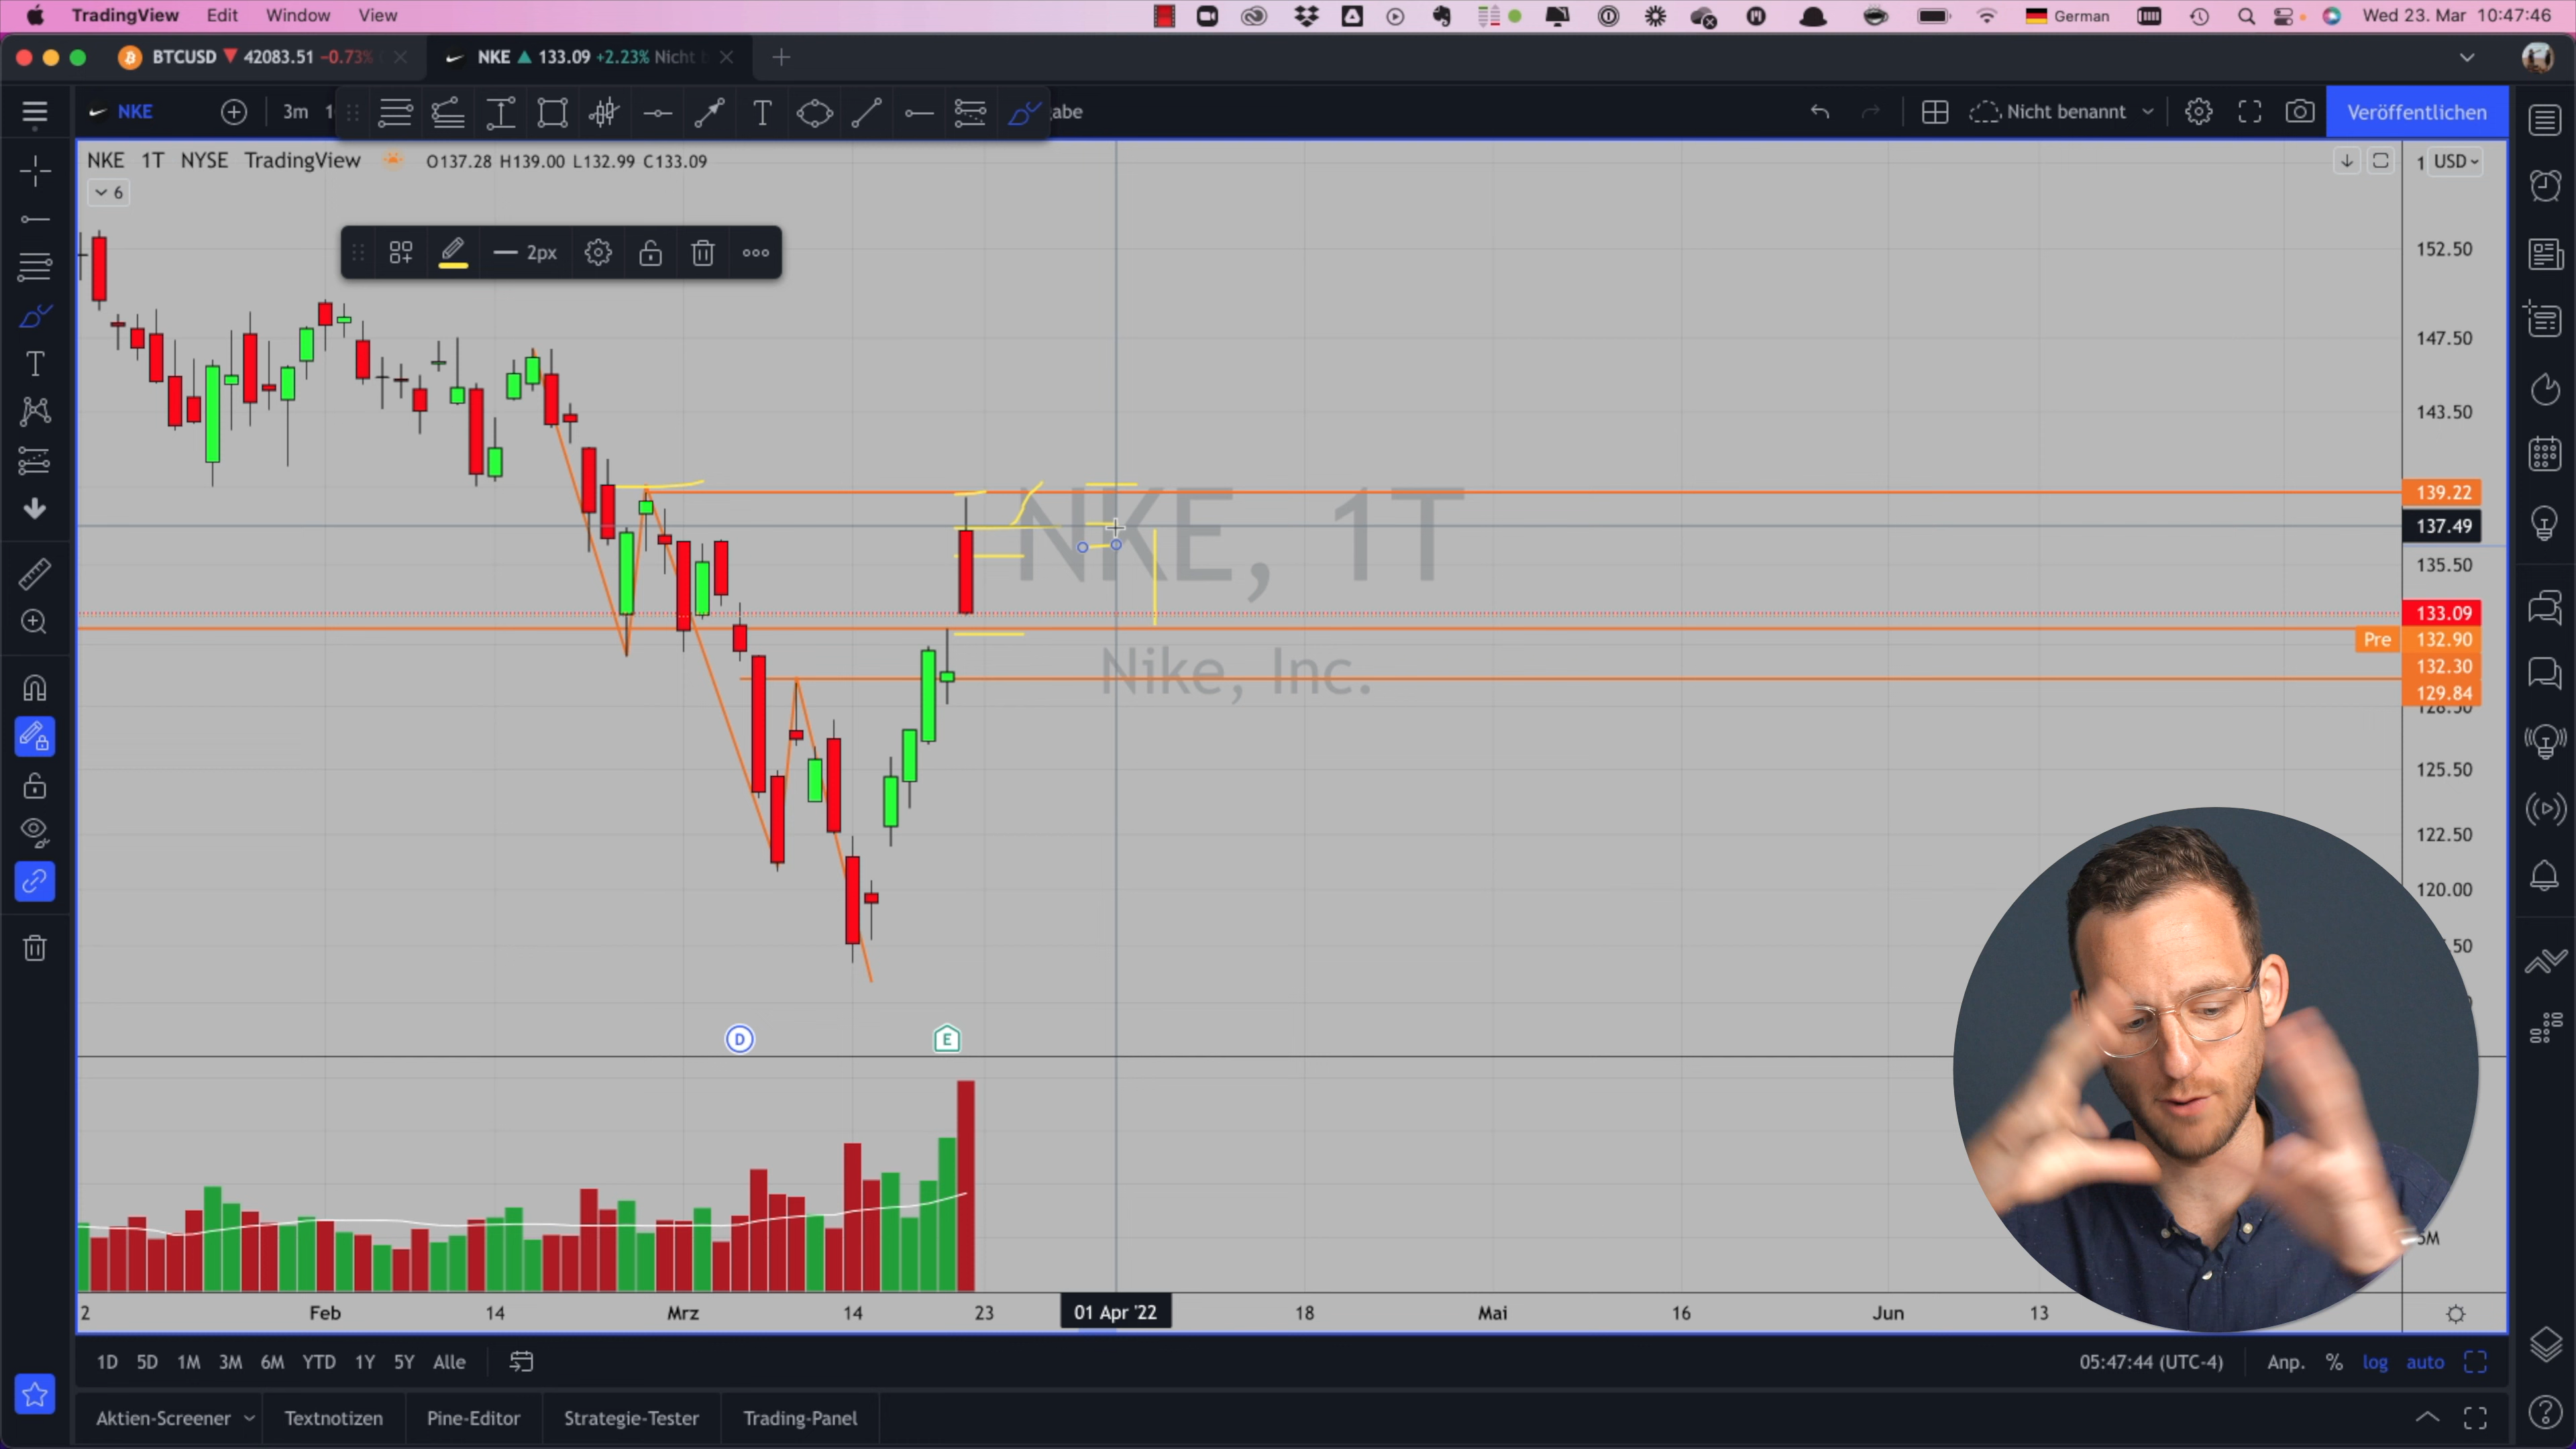 TradingView Edit Window View German Wed 23. Mar 10:47:46
BTCUSD ▼ 42083.51 −0.73% NKE ▲ 133.09 +2.23% Nicht
NKE 3m Nicht benannt Veröffentlichen
NKE 1T NYSE TradingView O137.28 H139.00 L132.99 C133.09
1 USD
6
2px
152.50
147.50
143.50
139.22
137.49
135.50
133.09
Pre 132.90
132.30
129.84
125.50
122.50
120.00
NKE, 1T
Nike, Inc.
D E
2 Feb 14 Mrz 14 23 01 Apr '22 18 Mai 16 Jun 13
1D 5D 1M 3M 6M YTD 1Y 5Y Alle 05:47:44 (UTC-4) Anp. % log auto
Aktien-Screener Textnotizen Pine-Editor Strategie-Tester Trading-Panel